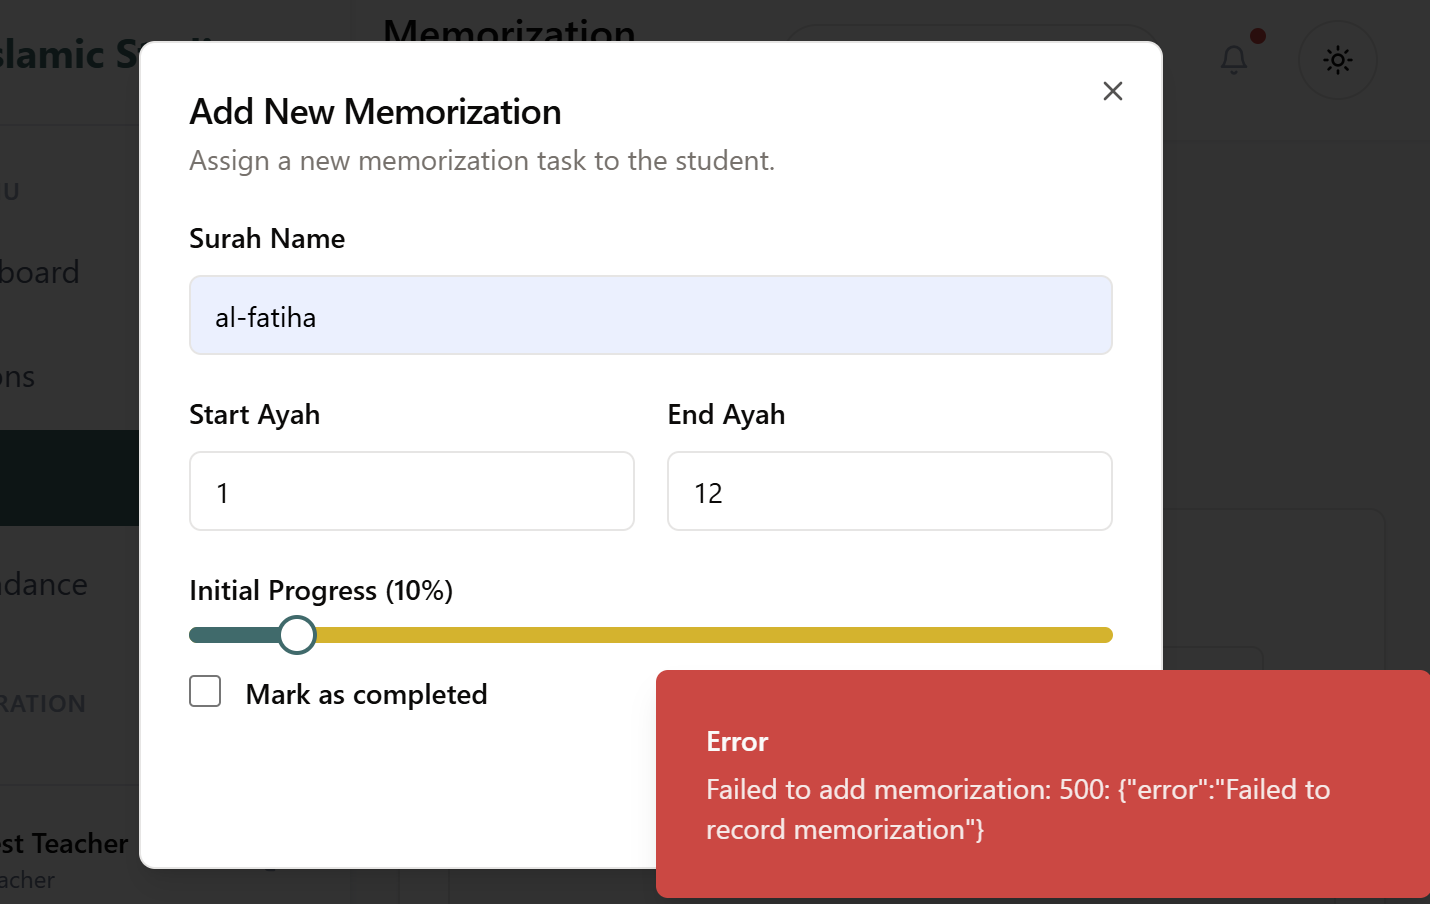 Memorization
Add New Memorization
Assign a new memorization task to the student.
Surah Name
al-fatiha
Start Ayah
End Ayah
1
12
Initial Progress (10%)
Mark as completed
Error
Failed to add memorization: 500: {"error":"Failed to
record memorization"}
slamic St
U
board
ons
dance
RATION
st Teacher
acher